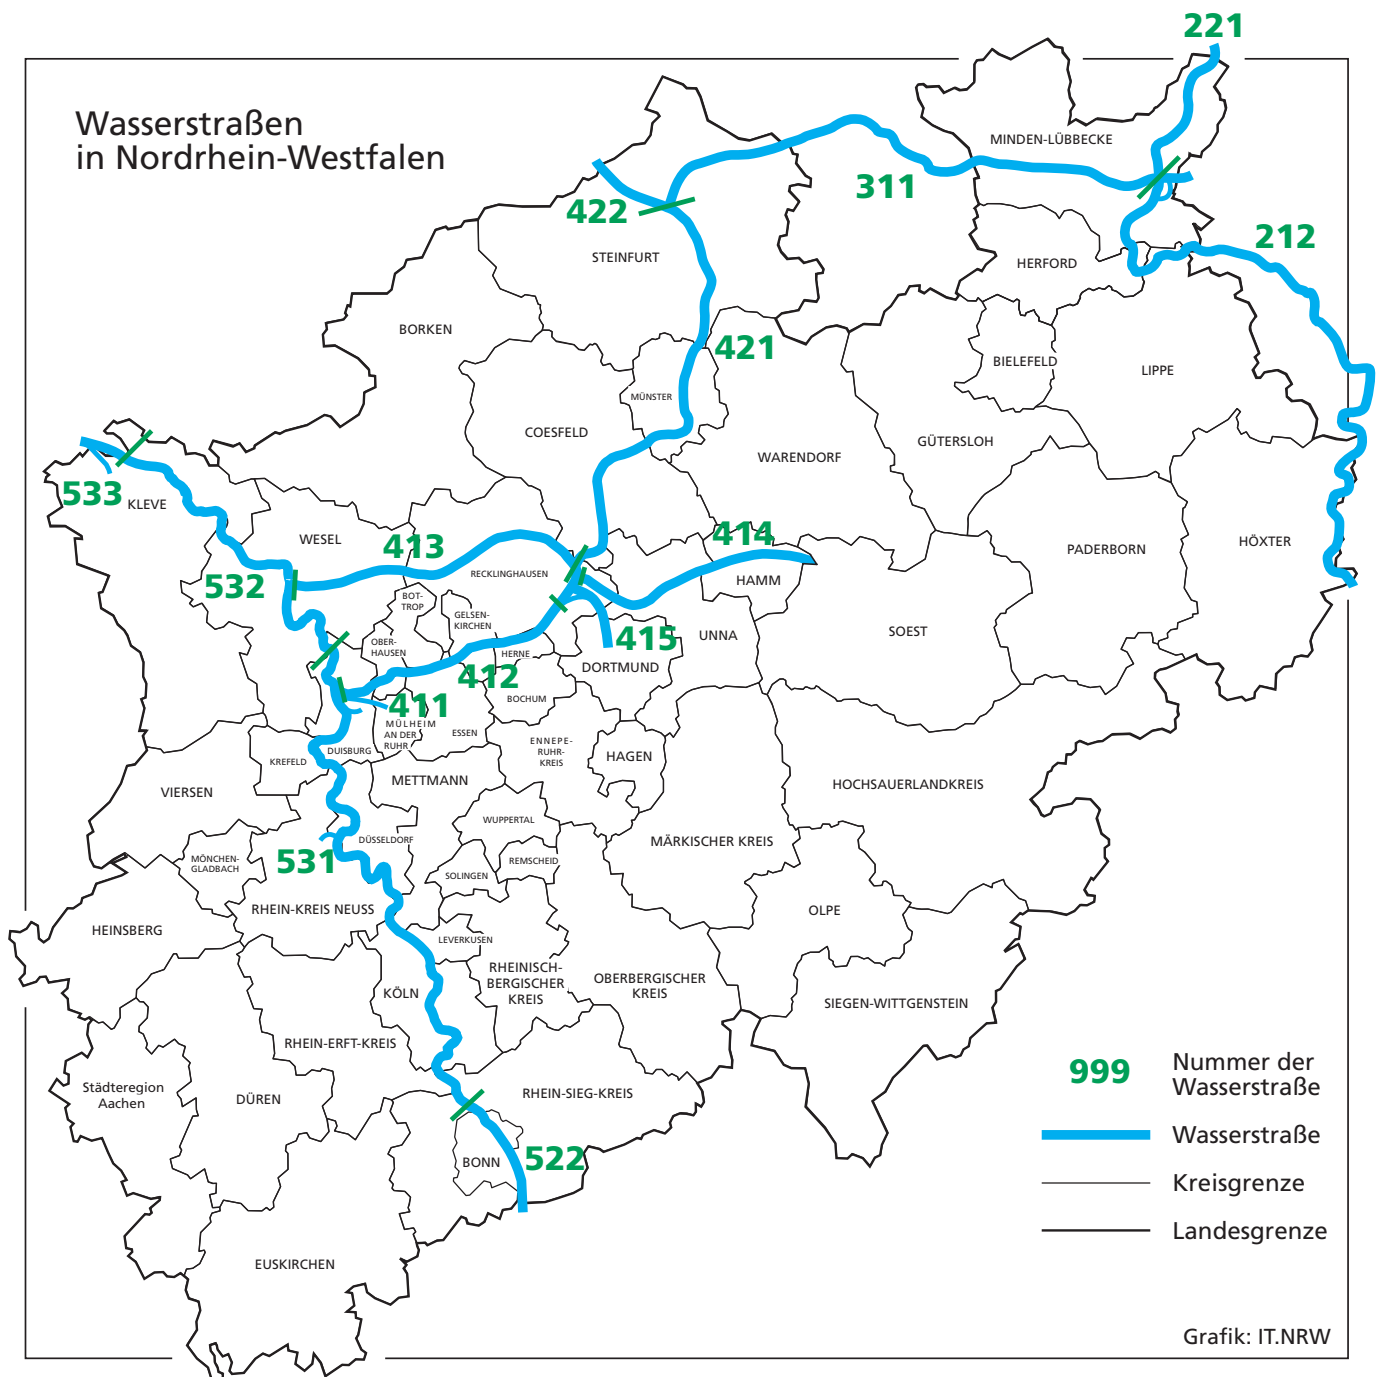 Wasserstraßen
in Nordrhein-Westfalen
221
MINDEN-LÜBBECKE
311
422
212
STEINFURT
HERFORD
BORKEN
421
BIELEFELD
LIPPE
MÜNSTER
COESFELD
GÜTERSLOH
WARENDORF
533
KLEVE
WESEL
413
414
PADERBORN
HÖXTER
532
RECKLINGHAUSEN
HAMM
BOT-
TROP
GELSEN-
KIRCHEN
OBER-
HAUSEN
HERNE
415
UNNA
SOEST
DORTMUND
412
411
BOCHUM
MÜLHEIM
AN DER
RUHR
ESSEN
DUISBURG
KREFELD
ENNEPE-
RUHR-
KREIS
HAGEN
METTMANN
VIERSEN
HOCHSAUERLANDKREIS
WUPPERTAL
DÜSSELDORF
MÄRKISCHER KREIS
531
MÖNCHEN-
GLADBACH
REMSCHEID
SOLINGEN
RHEIN-KREIS NEUSS
OLPE
HEINSBERG
LEVERKUSEN
RHEINISCH-
BERGISCHER
KREIS
OBERBERGISCHER
KREIS
KÖLN
SIEGEN-WITTGENSTEIN
RHEIN-ERFT-KREIS
Städteregion
Aachen
DÜREN
RHEIN-SIEG-KREIS
BONN
522
EUSKIRCHEN
999
Nummer der
Wasserstraße
Wasserstraße
Kreisgrenze
Landesgrenze
Grafik: IT.NRW